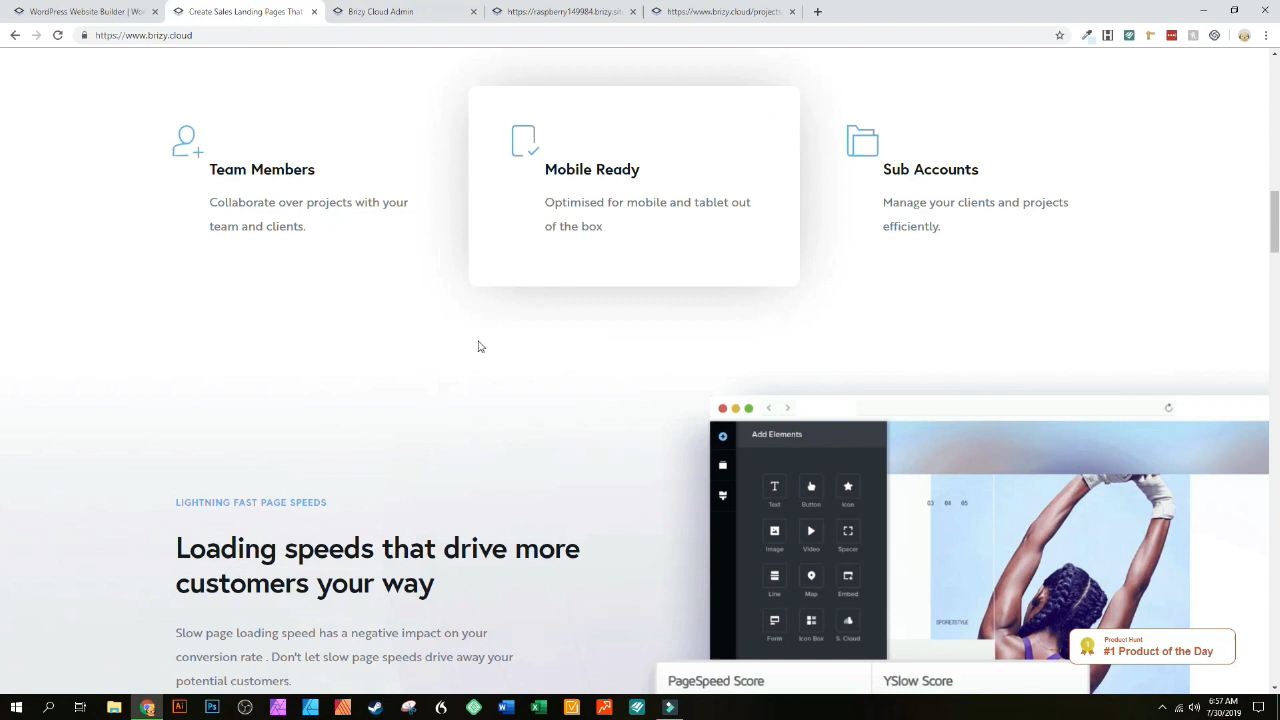 WordPress Website Builder | Wo
Create Sales Landing Pages That
Brizy Cloud Admin
https://raspberry149984.brizy.sit
https://www.brizy.cloud/projects
https://www.brizy.cloud
Team Members
Collaborate over projects with your
team and clients.
Mobile Ready
Optimised for mobile and tablet out
of the box
Sub Accounts
Manage your clients and projects
efficiently.
LIGHTNING FAST PAGE SPEEDS
Loading speeds that drive more
customers your way
Slow page loading speed has a negative impact on your
conversion rate . Don't let slow page speeds drive away your
potential customers.
Add Elements
Text Button Icon
Image Video Spacer
Line Map Embed
Form Icon Box S. Cloud
03 04 05
SPORETSTYLE
Product Hunt
#1 Product of the Day
PageSpeed Score
YSlow Score
6:57 AM
7/30/2019